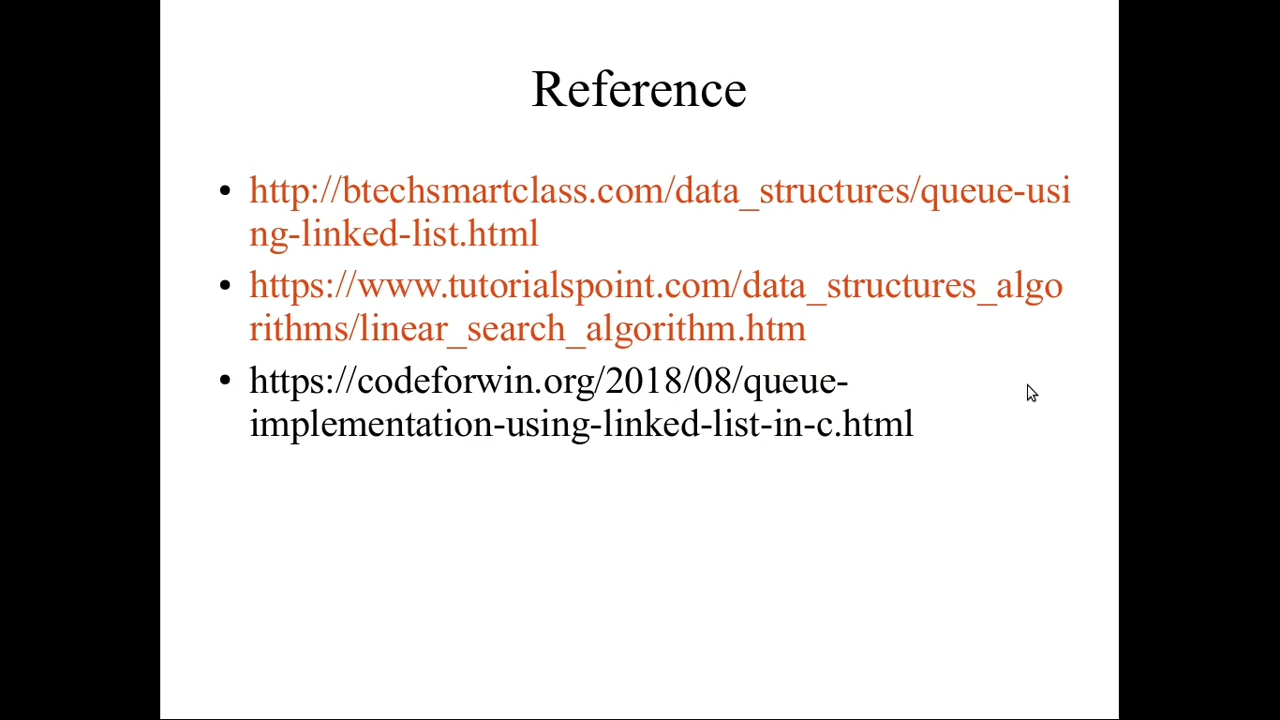 Reference
• http://btechsmartclass.com/data_structures/queue-usi
ng-linked-list.html
• https://www.tutorialspoint.com/data_structures_algo
rithms/linear_search_algorithm.htm
• https://codeforwin.org/2018/08/queue-
implementation-using-linked-list-in-c.html